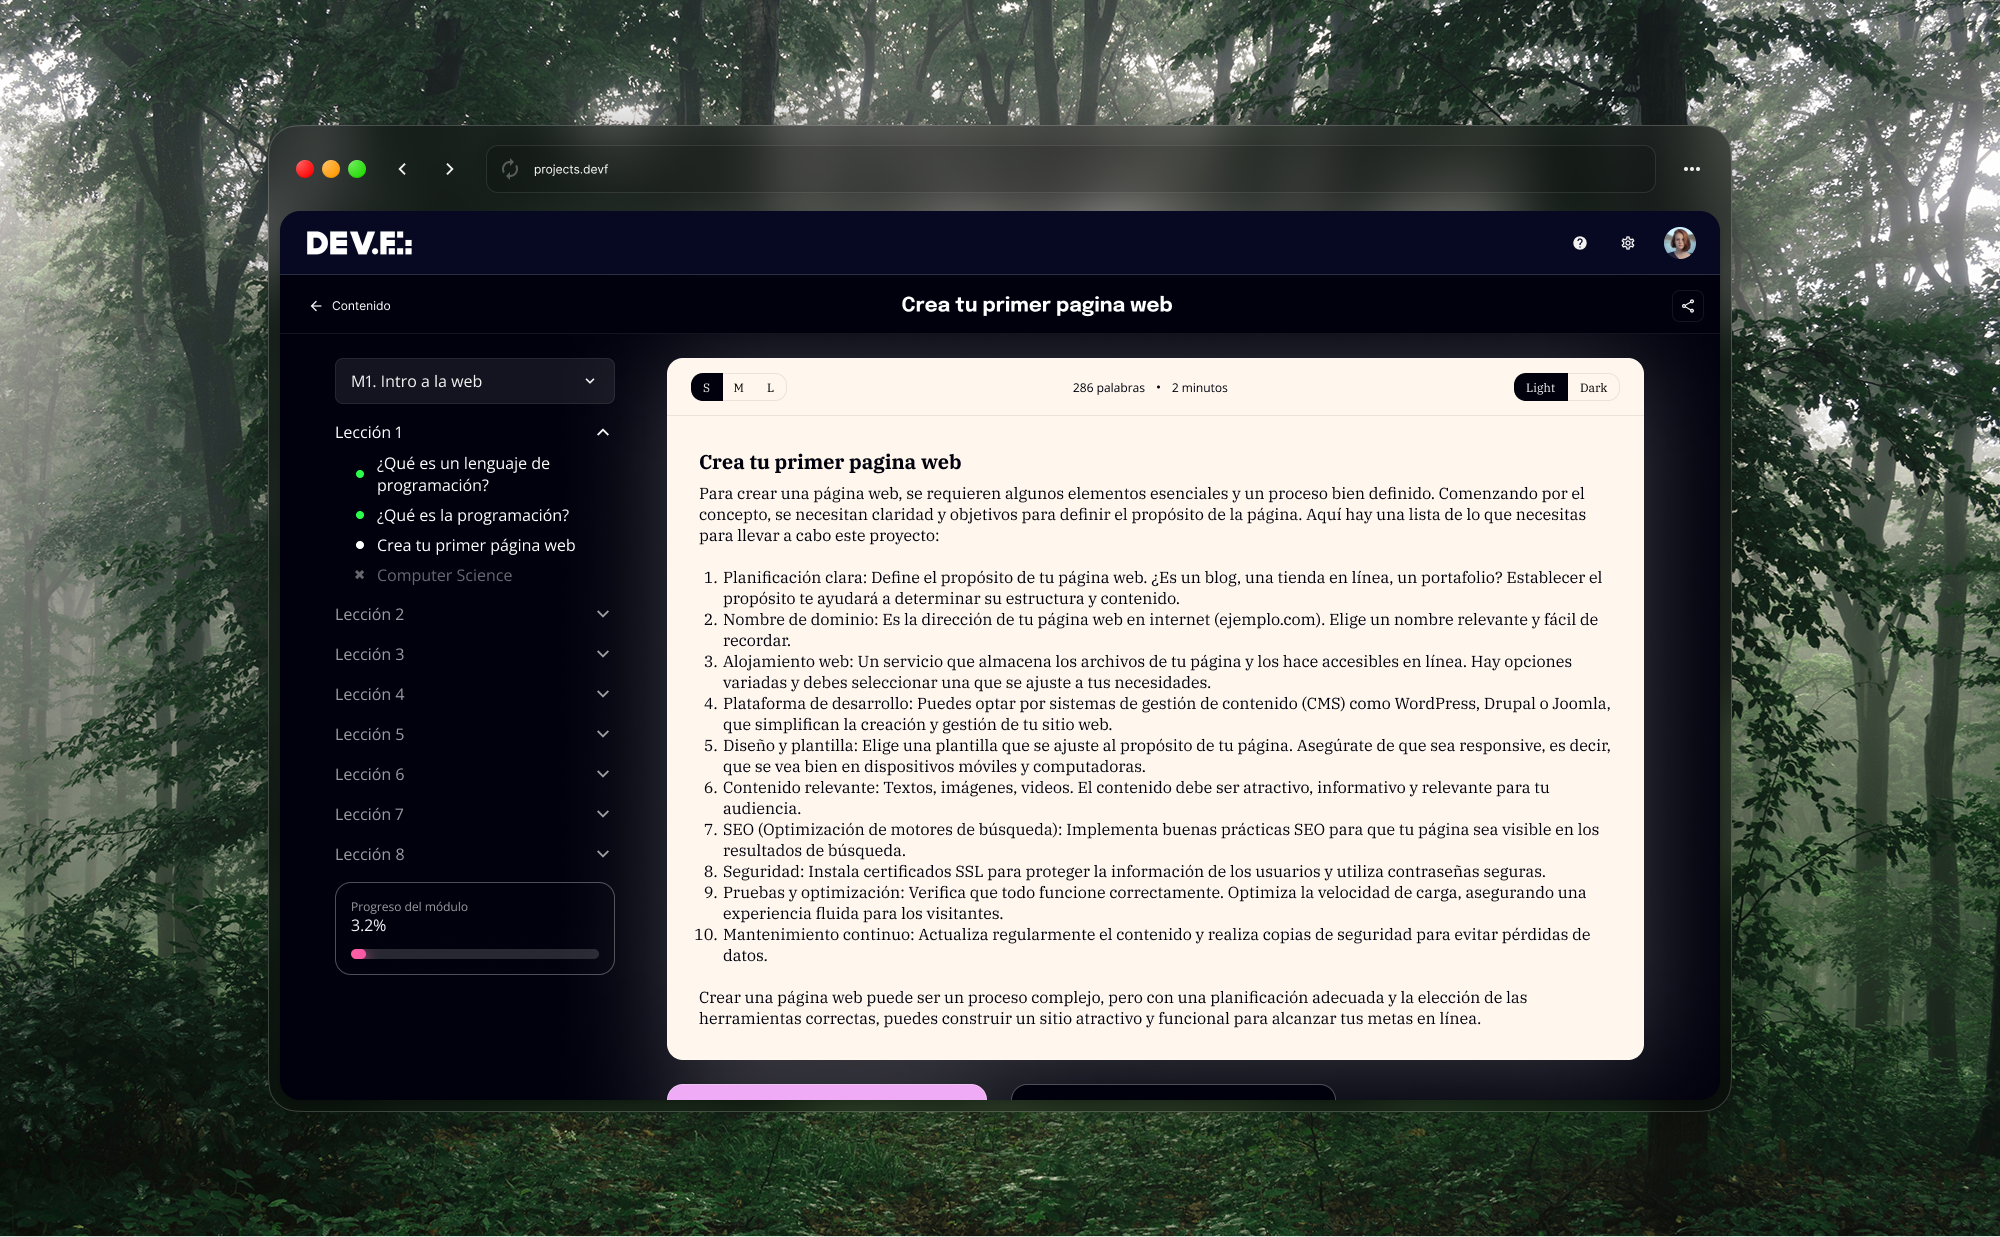 projects.devf
DEV.F.:
Contenido
Crea tu primer pagina web
M1. Intro a la web
Lección 1
¿Qué es un lenguaje de
programación?
¿Qué es la programación?
Crea tu primer página web
Computer Science
Lección 2
Lección 3
Lección 4
Lección 5
Lección 6
Lección 7
Lección 8
Progreso del módulo
3.2%
S M L
286 palabras • 2 minutos
Light Dark
Crea tu primer pagina web
Para crear una página web, se requieren algunos elementos esenciales y un proceso bien definido. Comenzando por el
concepto, se necesitan claridad y objetivos para definir el propósito de la página. Aquí hay una lista de lo que necesitas
para llevar a cabo este proyecto:
1. Planificación clara: Define el propósito de tu página web. ¿Es un blog, una tienda en línea, un portafolio? Establecer el
propósito te ayudará a determinar su estructura y contenido.
2. Nombre de dominio: Es la dirección de tu página web en internet (ejemplo.com). Elige un nombre relevante y fácil de
recordar.
3. Alojamiento web: Un servicio que almacena los archivos de tu página y los hace accesibles en línea. Hay opciones
variadas y debes seleccionar una que se ajuste a tus necesidades.
4. Plataforma de desarrollo: Puedes optar por sistemas de gestión de contenido (CMS) como WordPress, Drupal o Joomla,
que simplifican la creación y gestión de tu sitio web.
5. Diseño y plantilla: Elige una plantilla que se ajuste al propósito de tu página. Asegúrate de que sea responsive, es decir,
que se vea bien en dispositivos móviles y computadoras.
6. Contenido relevante: Textos, imágenes, videos. El contenido debe ser atractivo, informativo y relevante para tu
audiencia.
7. SEO (Optimización de motores de búsqueda): Implementa buenas prácticas SEO para que tu página sea visible en los
resultados de búsqueda.
8. Seguridad: Instala certificados SSL para proteger la información de los usuarios y utiliza contraseñas seguras.
9. Pruebas y optimización: Verifica que todo funcione correctamente. Optimiza la velocidad de carga, asegurando una
experiencia fluida para los visitantes.
10. Mantenimiento continuo: Actualiza regularmente el contenido y realiza copias de seguridad para evitar pérdidas de
datos.
Crear una página web puede ser un proceso complejo, pero con una planificación adecuada y la elección de las
herramientas correctas, puedes construir un sitio atractivo y funcional para alcanzar tus metas en línea.